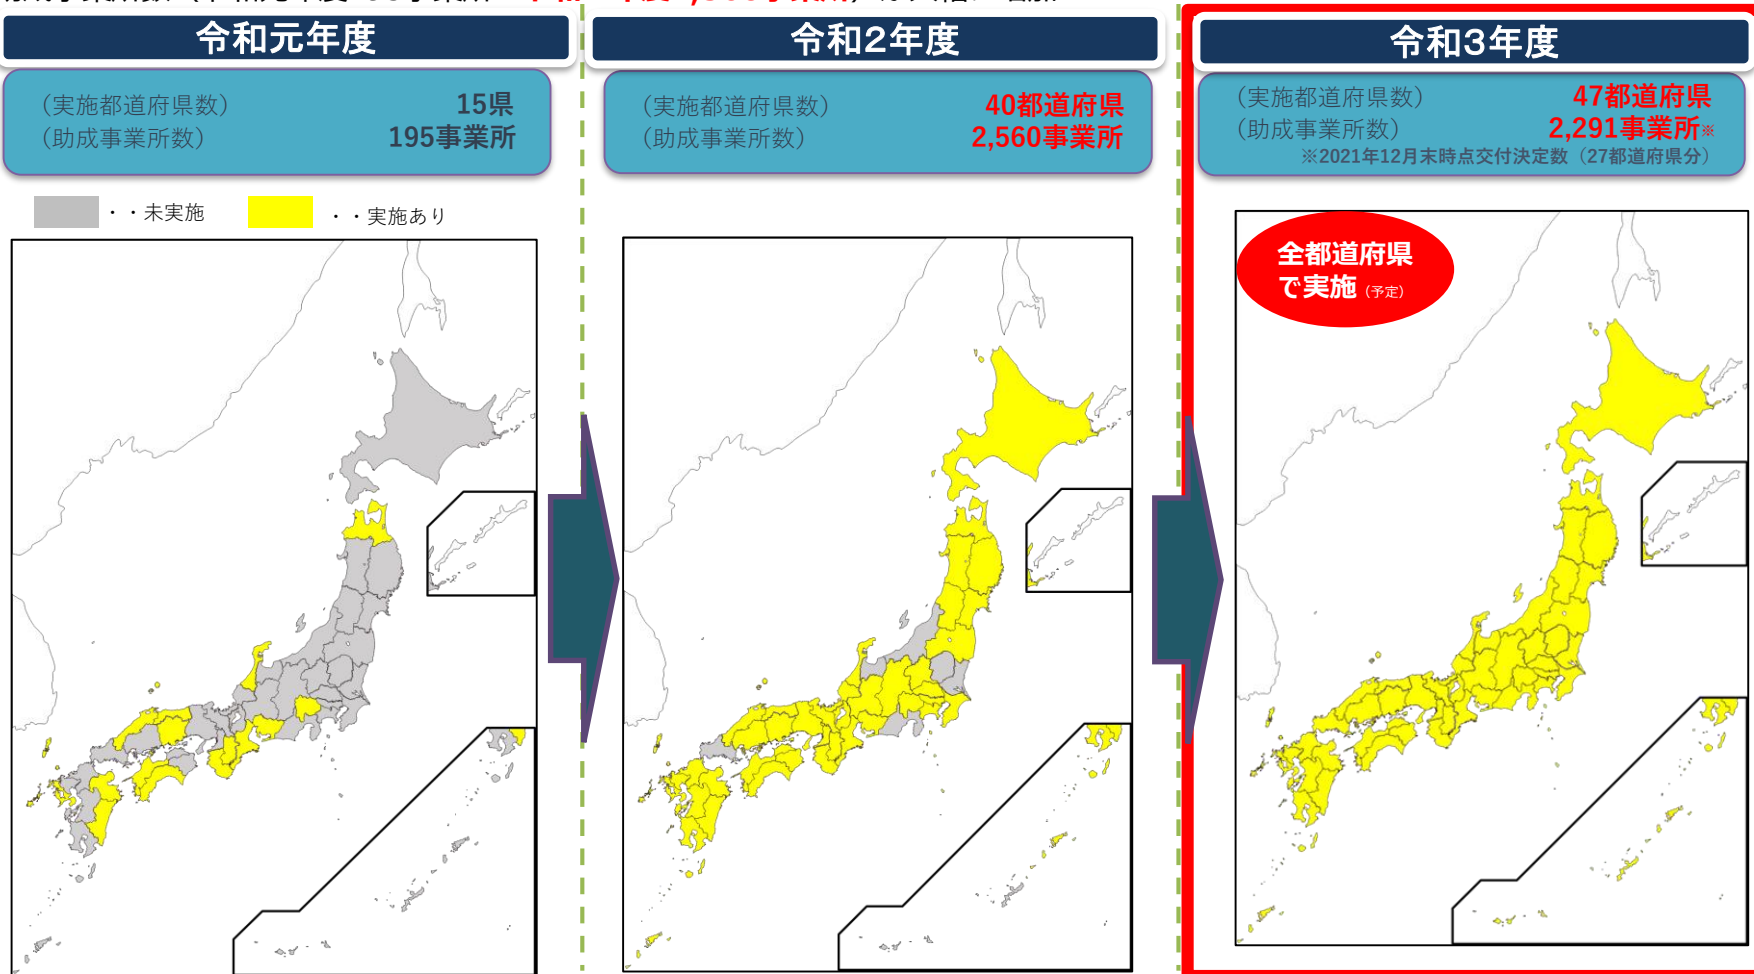 令和元年度
(実施都道府県数) 15県
(助成事業所数) 195事業所
・・未実施 ・・実施あり
令和2年度
(実施都道府県数) 40都道府県
(助成事業所数) 2,560事業所
令和3年度
(実施都道府県数) 47都道府県
(助成事業所数) 2,291事業所※
※2021年12月末時点交付決定数（27都道府県分）
全都道府県
で実施（予定）